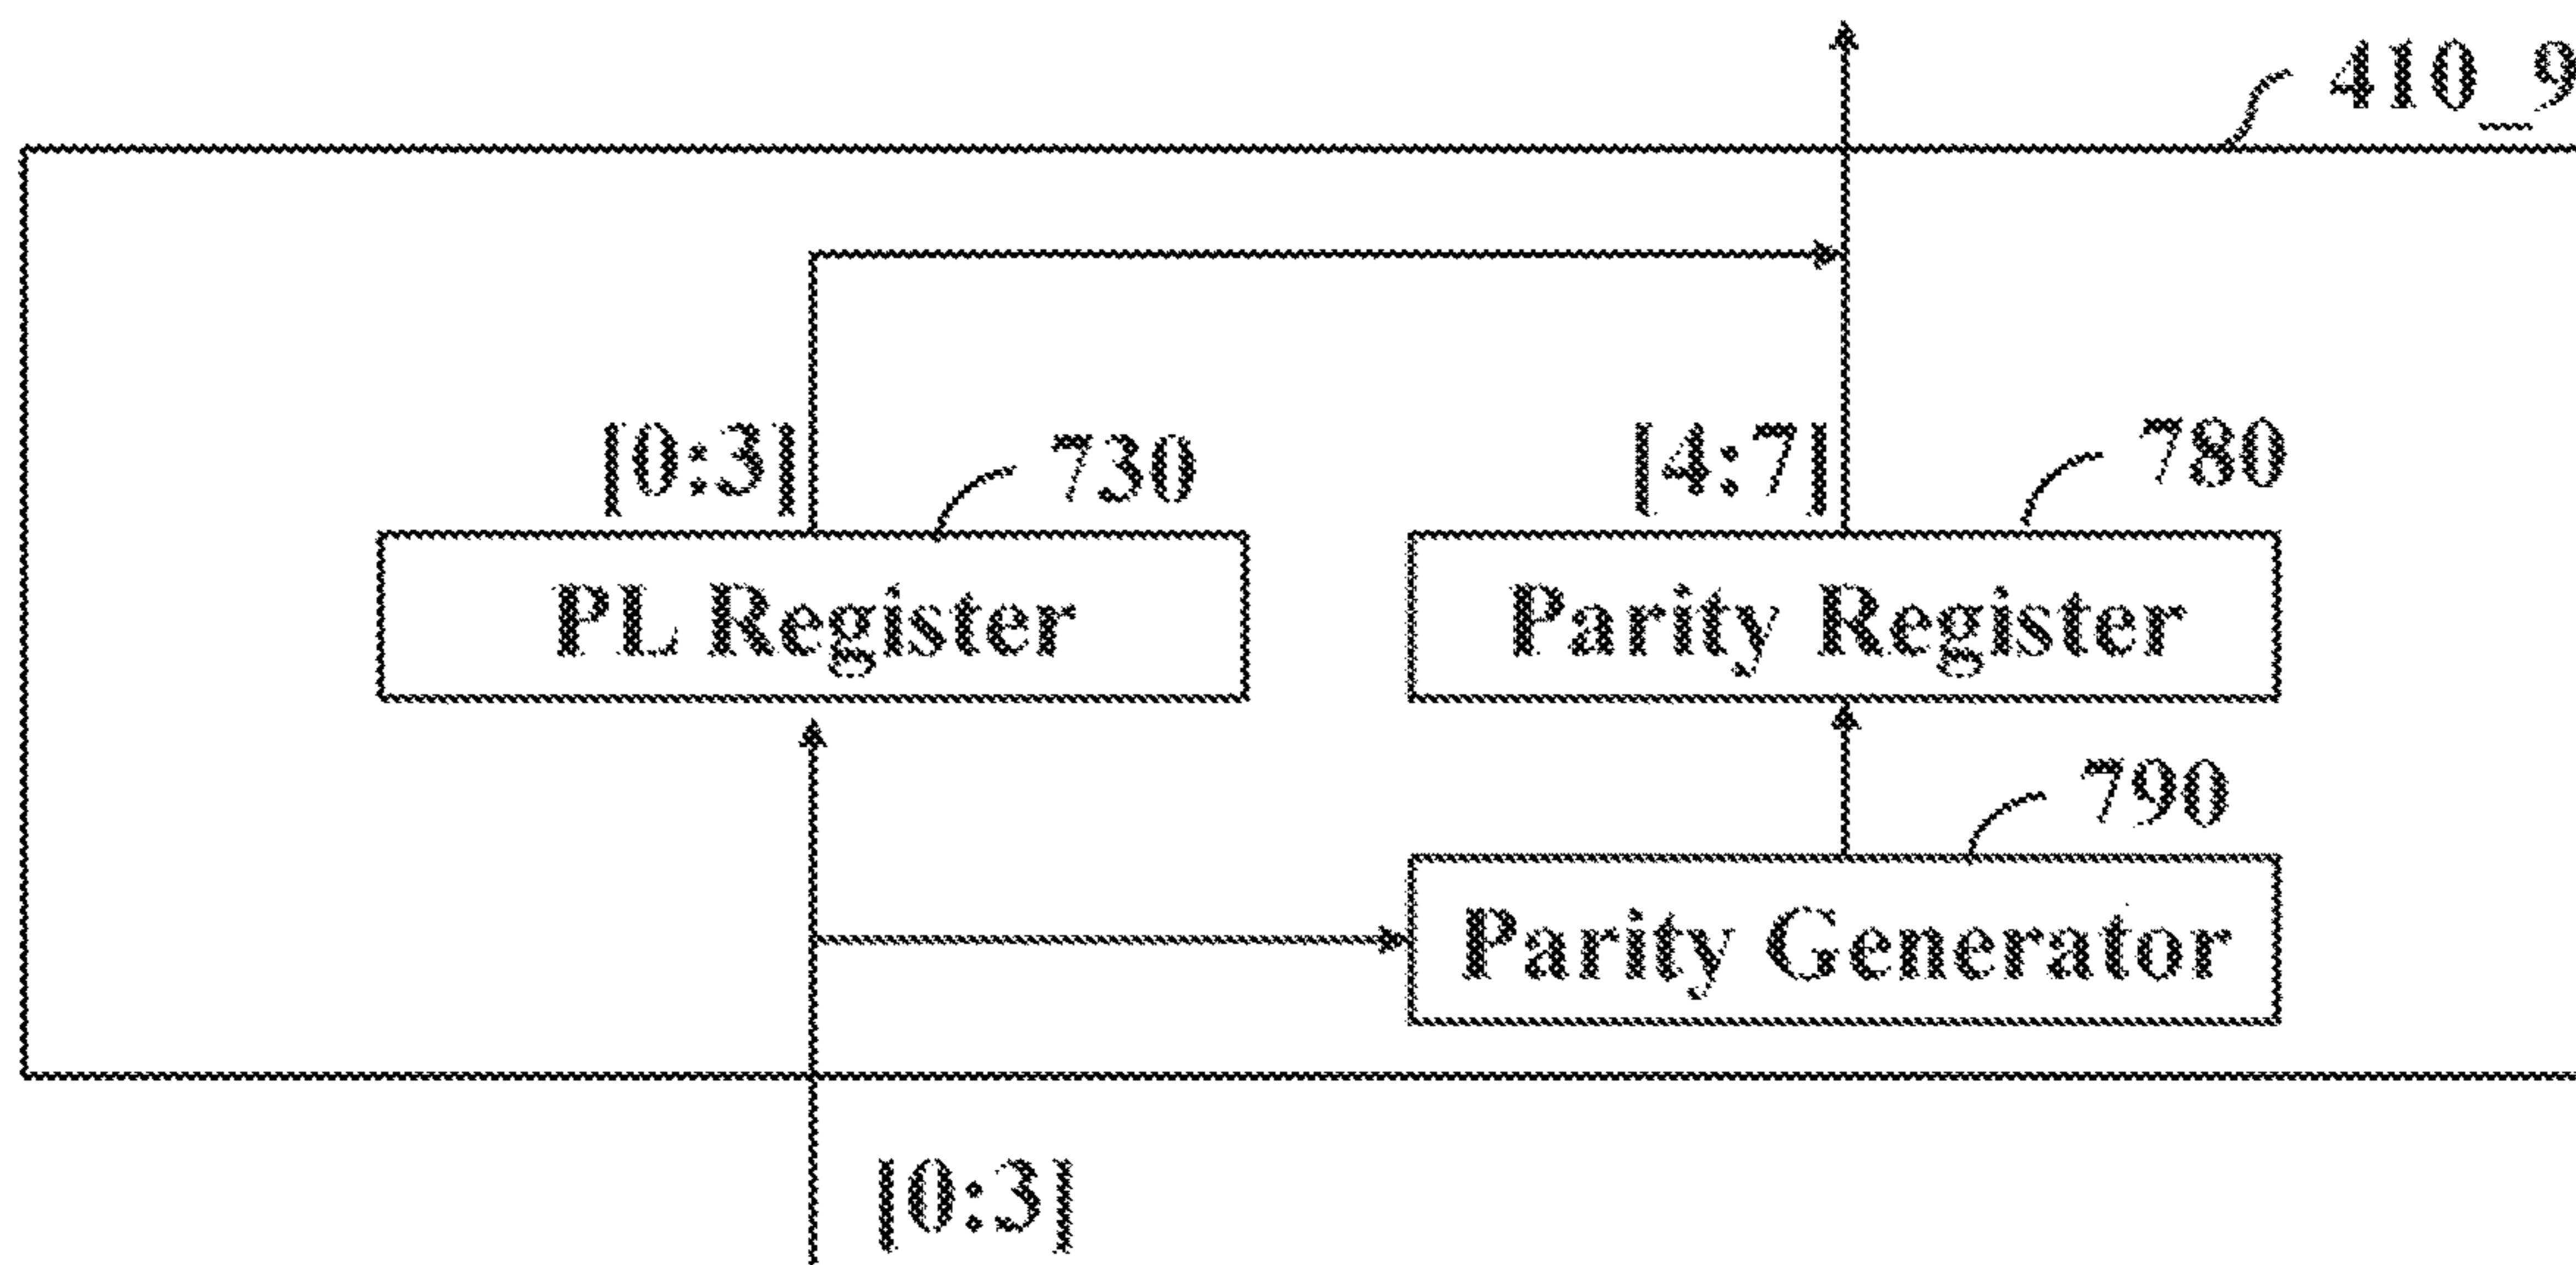 410_9
[0:3]
730
[4:7]
780
PL Register
Parity Register
790
Parity Generator
[0:3]